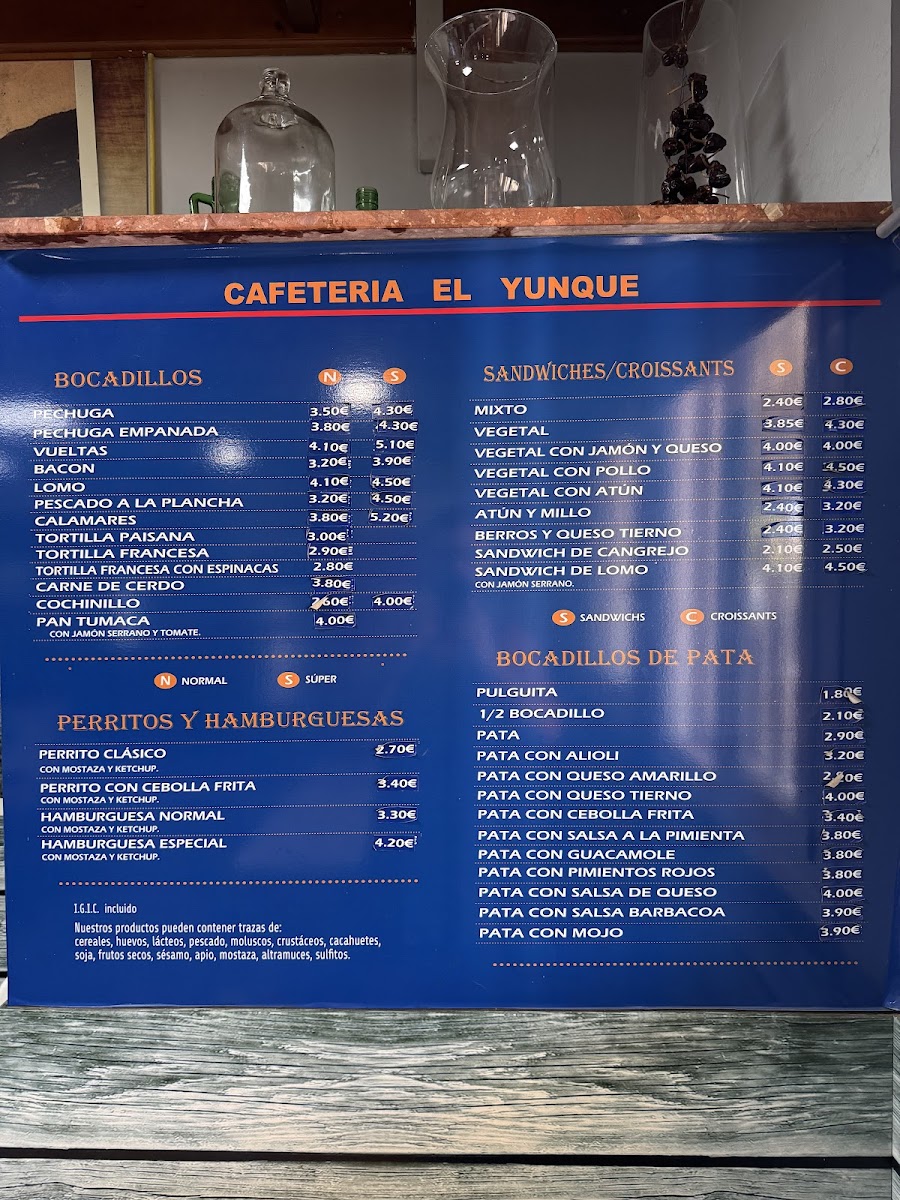 CAFETERIA EL YUNQUE
BOCADILLOS N S
PECHUGA 3.50€ 4.30€
PECHUGA EMPANADA 3.80€ 4.30€
VUELTAS 4.10€ 5.10€
BACON 3.20€ 3.90€
LOMO 4.10€ 4.50€
PESCADO A LA PLANCHA 3.20€ 4.50€
CALAMARES 3.80€ 5.20€
TORTILLA PAISANA 3.00€
TORTILLA FRANCESA 2.90€
TORTILLA FRANCESA CON ESPINACAS 2.80€
CARNE DE CERDO 3.80€
COCHINILLO 4.00€
PAN TUMACA 4.00€
CON JAMÓN SERRANO Y TOMATE.
N NORMAL S SÚPER
PERRITOS Y HAMBURGUESAS
PERRITO CLÁSICO 2.70€
CON MOSTAZA Y KETCHUP.
PERRITO CON CEBOLLA FRITA 3.40€
CON MOSTAZA Y KETCHUP.
HAMBURGUESA NORMAL 3.30€
CON MOSTAZA Y KETCHUP.
HAMBURGUESA ESPECIAL 4.20€
CON MOSTAZA Y KETCHUP.
I.G.I.C. incluido
Nuestros productos pueden contener trazas de:
cereales, huevos, lácteos, pescado, moluscos, crustáceos, cacahuetes,
soja, frutos secos, sésamo, apio, mostaza, altramuces, sulfitos.
SANDWICHES/CROISSANTS S C
MIXTO 2.40€ 2.80€
VEGETAL 3.85€ 4.30€
VEGETAL CON JAMÓN Y QUESO 4.00€ 4.00€
VEGETAL CON POLLO 4.10€ 4.50€
VEGETAL CON ATÚN 4.10€ 4.30€
ATÚN Y MILLO 2.40€ 3.20€
BERROS Y QUESO TIERNO 2.40€ 3.20€
SANDWICH DE CANGREJO 2.10€ 2.50€
SANDWICH DE LOMO 4.10€ 4.50€
CON JAMÓN SERRANO.
S SANDWICHS C CROISSANTS
BOCADILLOS DE PATA
PULGUITA 1.80€
1/2 BOCADILLO 2.10€
PATA 2.90€
PATA CON ALIOLI 3.20€
PATA CON QUESO AMARILLO
PATA CON QUESO TIERNO 4.00€
PATA CON CEBOLLA FRITA 3.40€
PATA CON SALSA A LA PIMIENTA 3.80€
PATA CON GUACAMOLE 3.80€
PATA CON PIMIENTOS ROJOS 3.80€
PATA CON SALSA DE QUESO 4.00€
PATA CON SALSA BARBACOA 3.90€
PATA CON MOJO 3.90€